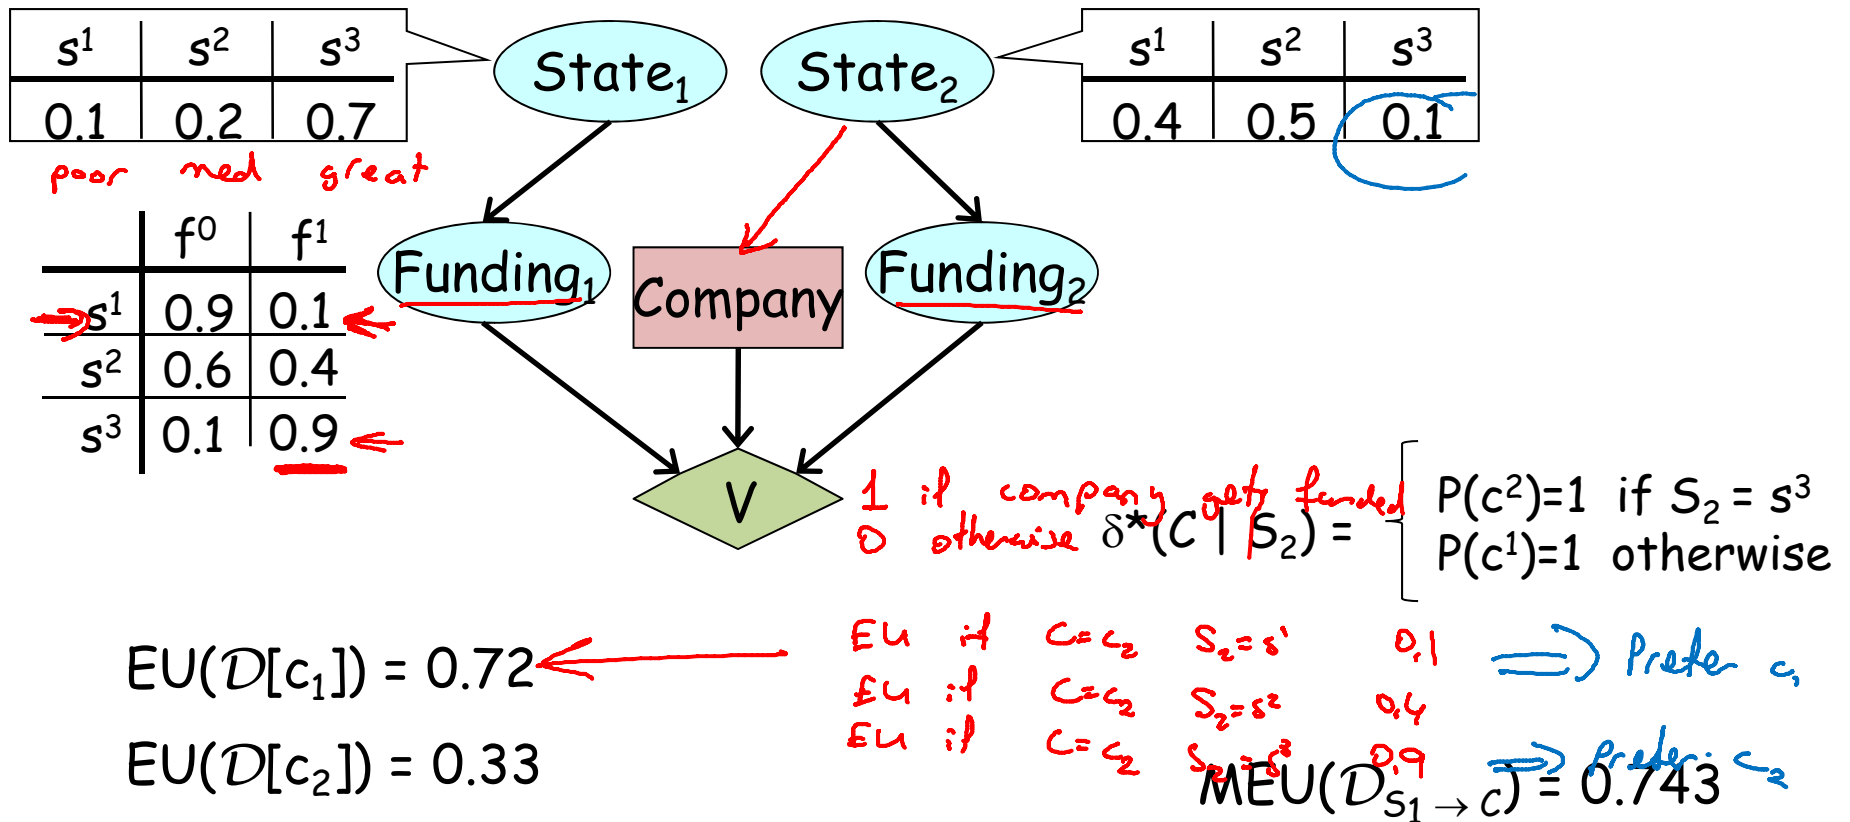 s¹ s² s³
0.1 0.2 0.7
poor med great
State₁
State₂
s¹ s² s³
0.4 0.5 0.1
f⁰ f¹
s¹ 0.9 0.1
s² 0.6 0.4
s³ 0.1 0.9
Funding₁
Company
Funding₂
V
1 if company gets funded
0 otherwise
δ*(C | S₂) =
P(c²)=1 if S₂ = s³
P(c¹)=1 otherwise
EU(D[c₁]) = 0.72
EU(D[c₂]) = 0.33
EU if C=c₂ S₂=s¹ 0.1 ⇒ Prefer c₁
EU if C=c₂ S₂=s² 0.4
EU if C=c₂ S₂=s³ 0.9 ⇒ prefer c₂
MEU(D S₁ → C) = 0.743